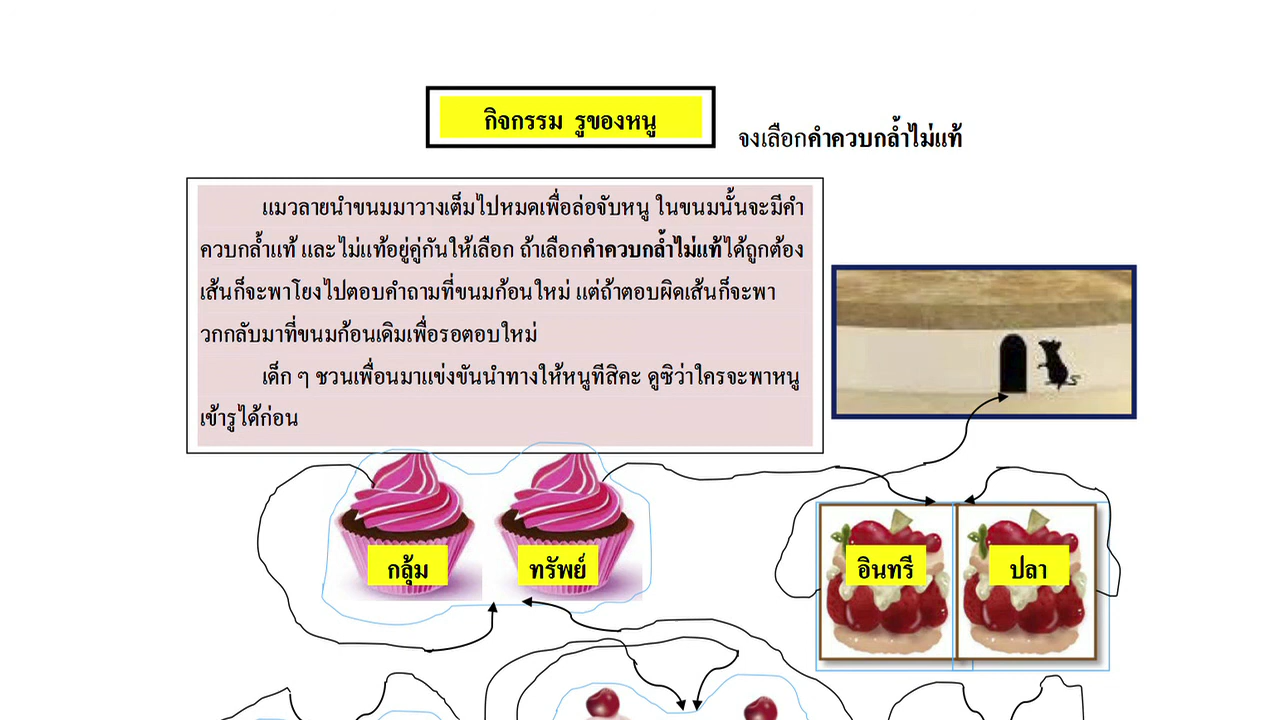 กิจกรรม รูของหนู
จงเลือกคำควบกล้ำไม่แท้
แมวลายนำขนมมาวางเต็มไปหมดเพื่อล่อจับหนู ในขนมนั้นจะมีคำ
ควบกล้ำแท้ และไม่แท้อยู่คู่กันให้เลือก ถ้าเลือกคำควบกล้ำไม่แท้ได้ถูกต้อง
เส้นก็จะพาโยงไปตอบคำถามที่ขนมก้อนใหม่ แต่ถ้าตอบผิดเส้นก็จะพา
วกกลับมาที่ขนมก้อนเดิมเพื่อรอตอบใหม่
เด็ก ๆ ชวนเพื่อนมาแข่งขันนำทางให้หนูทีสิคะ ดูซิว่าใครจะพาหนู
เข้ารูได้ก่อน
กลุ้ม
ทรัพย์
อินทรี
ปลา